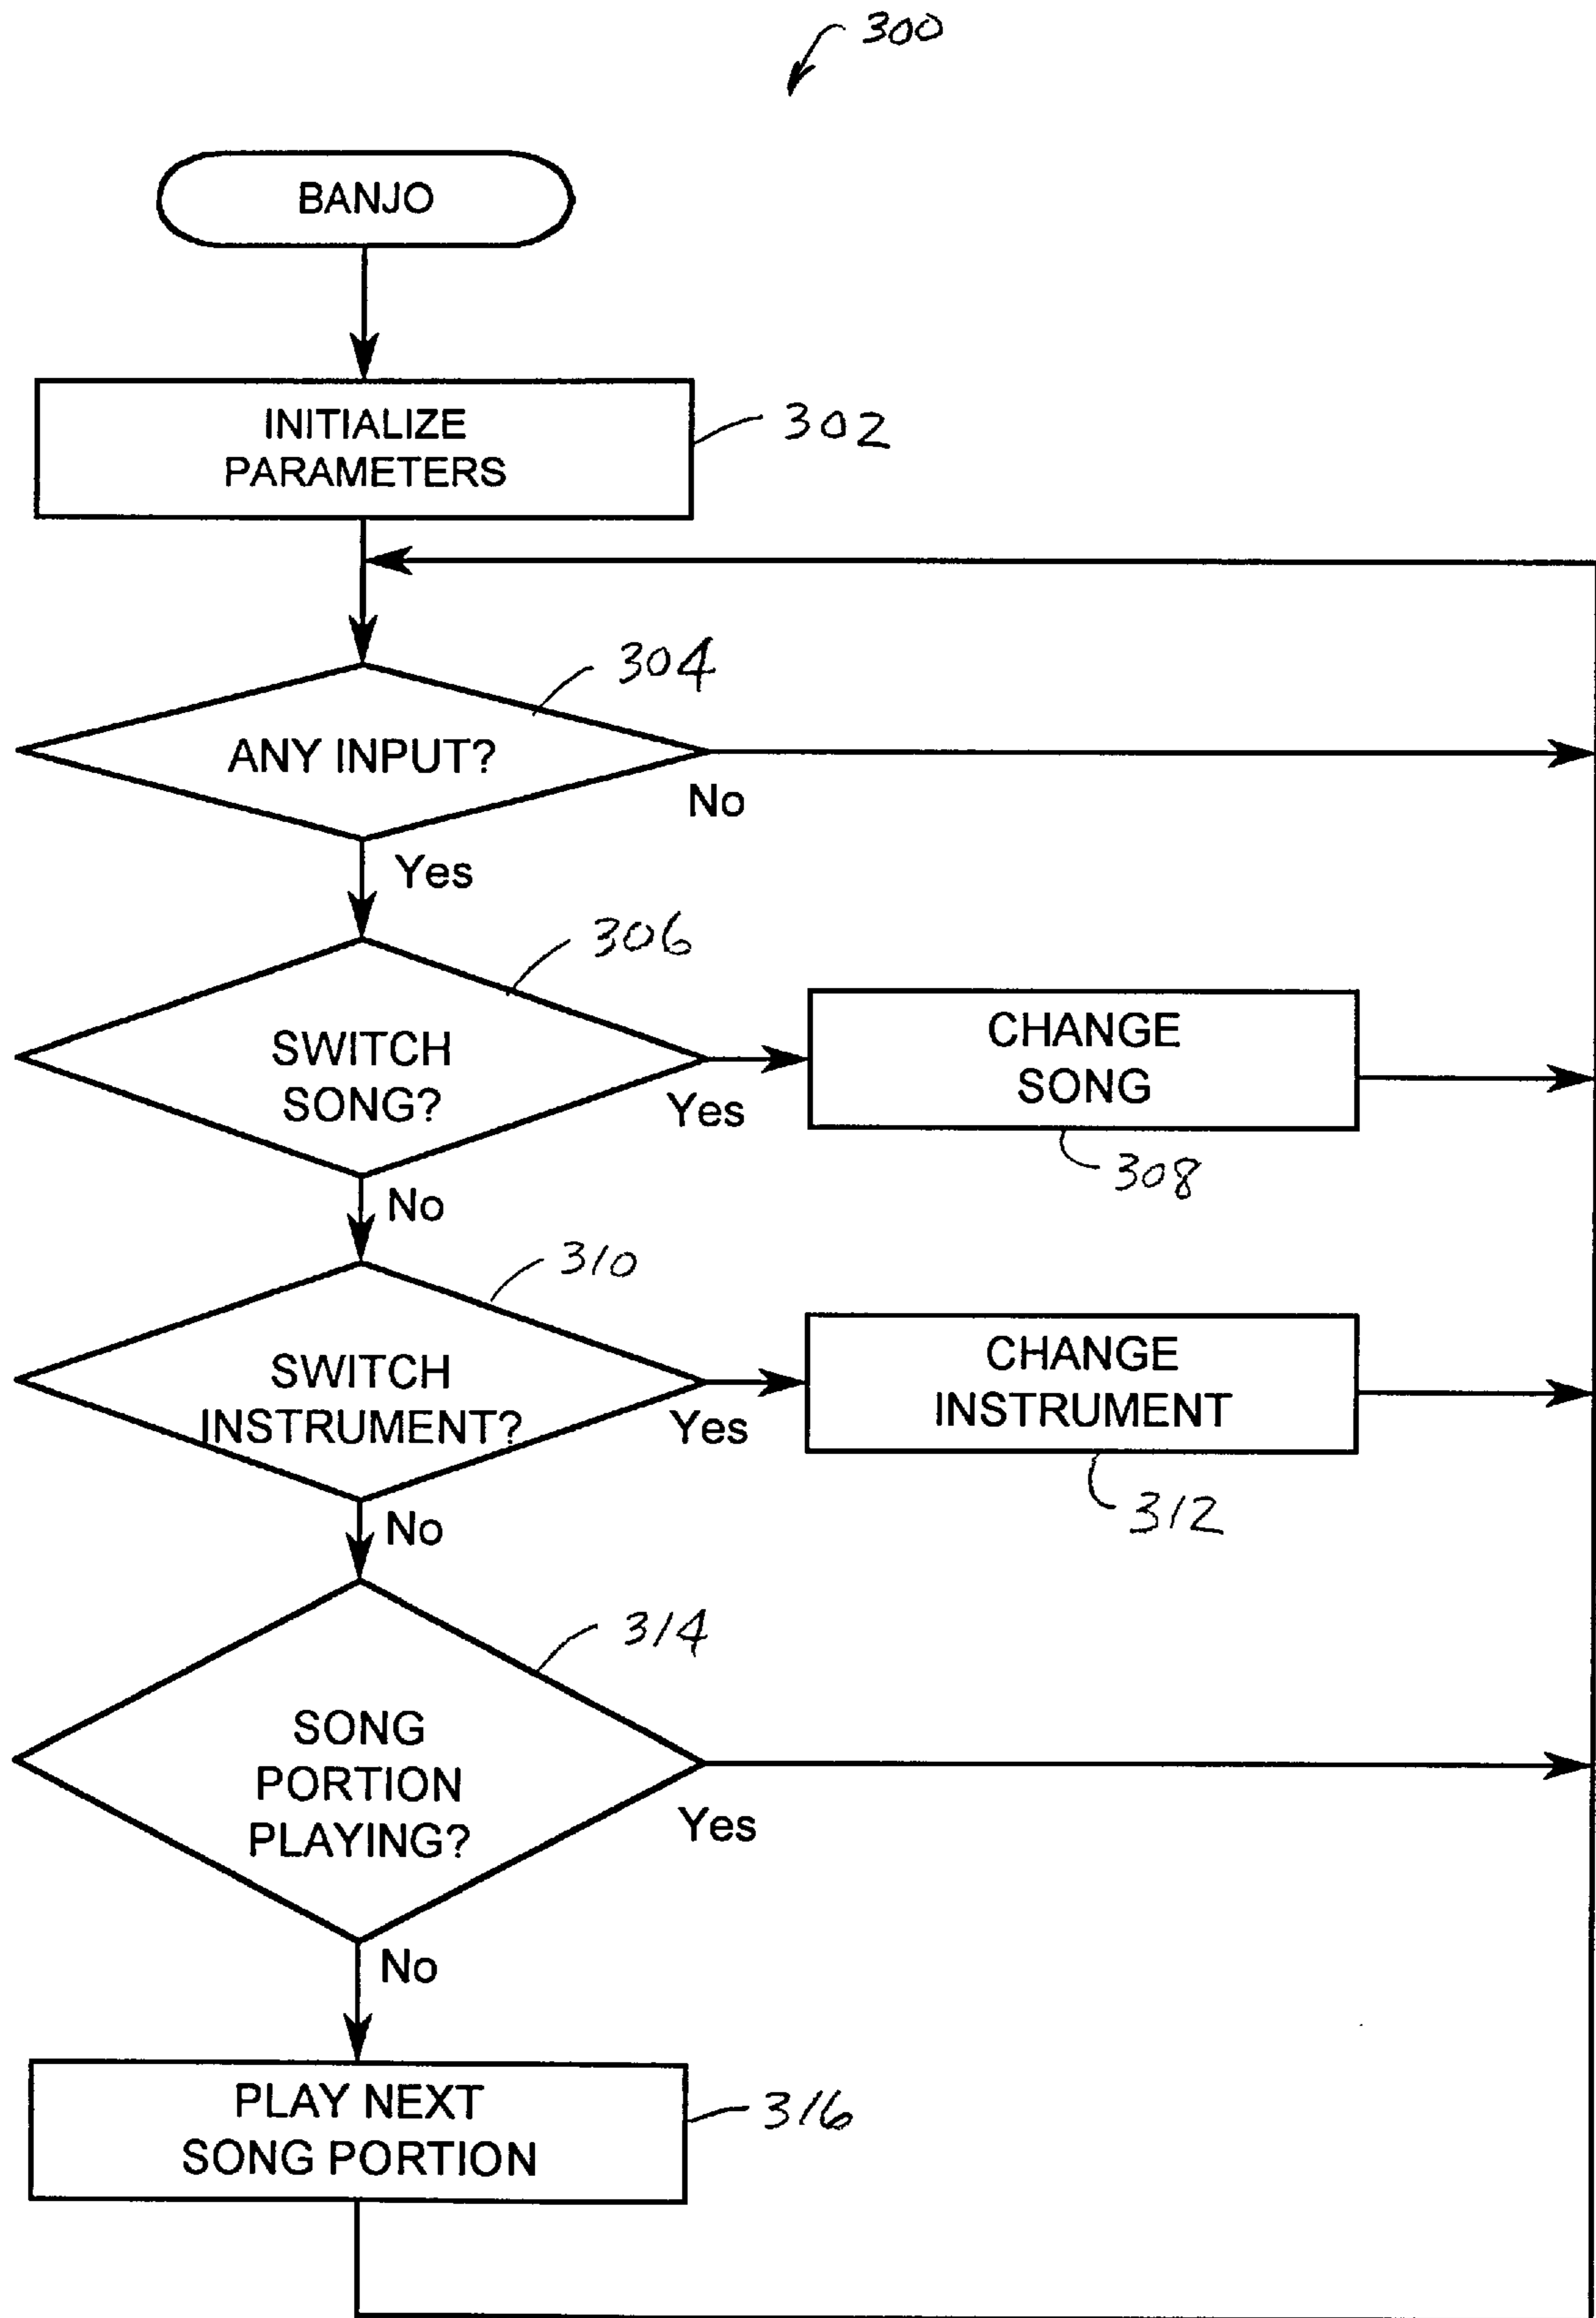 300
BANJO
INITIALIZE
PARAMETERS
302
304
ANY INPUT?
No
Yes
306
SWITCH
SONG?
Yes
CHANGE
SONG
308
No
310
SWITCH
INSTRUMENT?
Yes
CHANGE
INSTRUMENT
312
No
314
SONG
PORTION
PLAYING?
Yes
No
PLAY NEXT
SONG PORTION
316